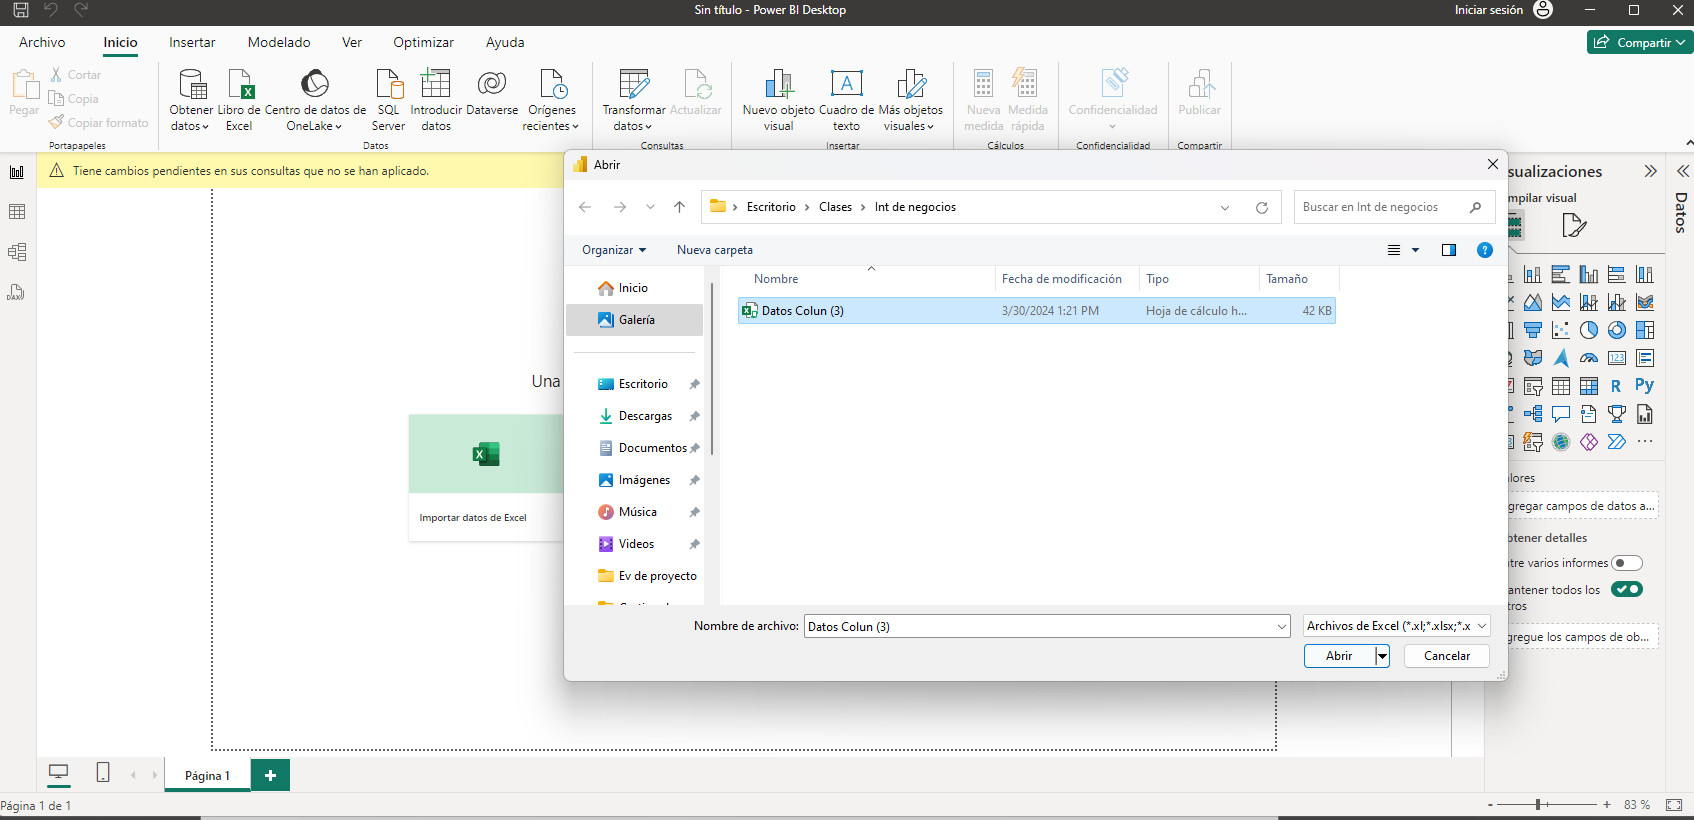 Sin título - Power BI Desktop
Iniciar sesión
Archivo
Inicio
Insertar
Modelado
Ver
Optimizar
Ayuda
Compartir
Pegar
Cortar
Copia
Copiar formato
Portapapeles
Obtener datos
Libro de Excel
Centro de datos de OneLake
SQL Server
Introducir datos
Dataverse
Orígenes recientes
Datos
Transformar datos
Actualizar
Consultas
Nuevo objeto visual
Cuadro de texto
Más objetos visuales
Insertar
Nueva medida
Medida rápida
Cálculos
Confidencialidad
Confidencialidad
Publicar
Compartir
Tiene cambios pendientes en sus consultas que no se han aplicado.
Una
Importar datos de Excel
Abrir
Escritorio
Clases
Int de negocios
Buscar en Int de negocios
Organizar
Nueva carpeta
Inicio
Galería
Escritorio
Descargas
Documentos
Imágenes
Música
Videos
Ev de proyecto
Nombre
Fecha de modificación
Tipo
Tamaño
Datos Colun (3)
3/30/2024 1:21 PM
Hoja de cálculo h...
42 KB
Nombre de archivo:
Datos Colun (3)
Archivos de Excel (*.xl;*.xlsx;*.x
Abrir
Cancelar
sualizaciones
mpilar visual
Datos
123
R
Py
lores
gregar campos de datos a...
btener detalles
tre varios informes
antener todos los
tros
gregue los campos de ob...
DAX
Página 1
Página 1 de 1
83 %